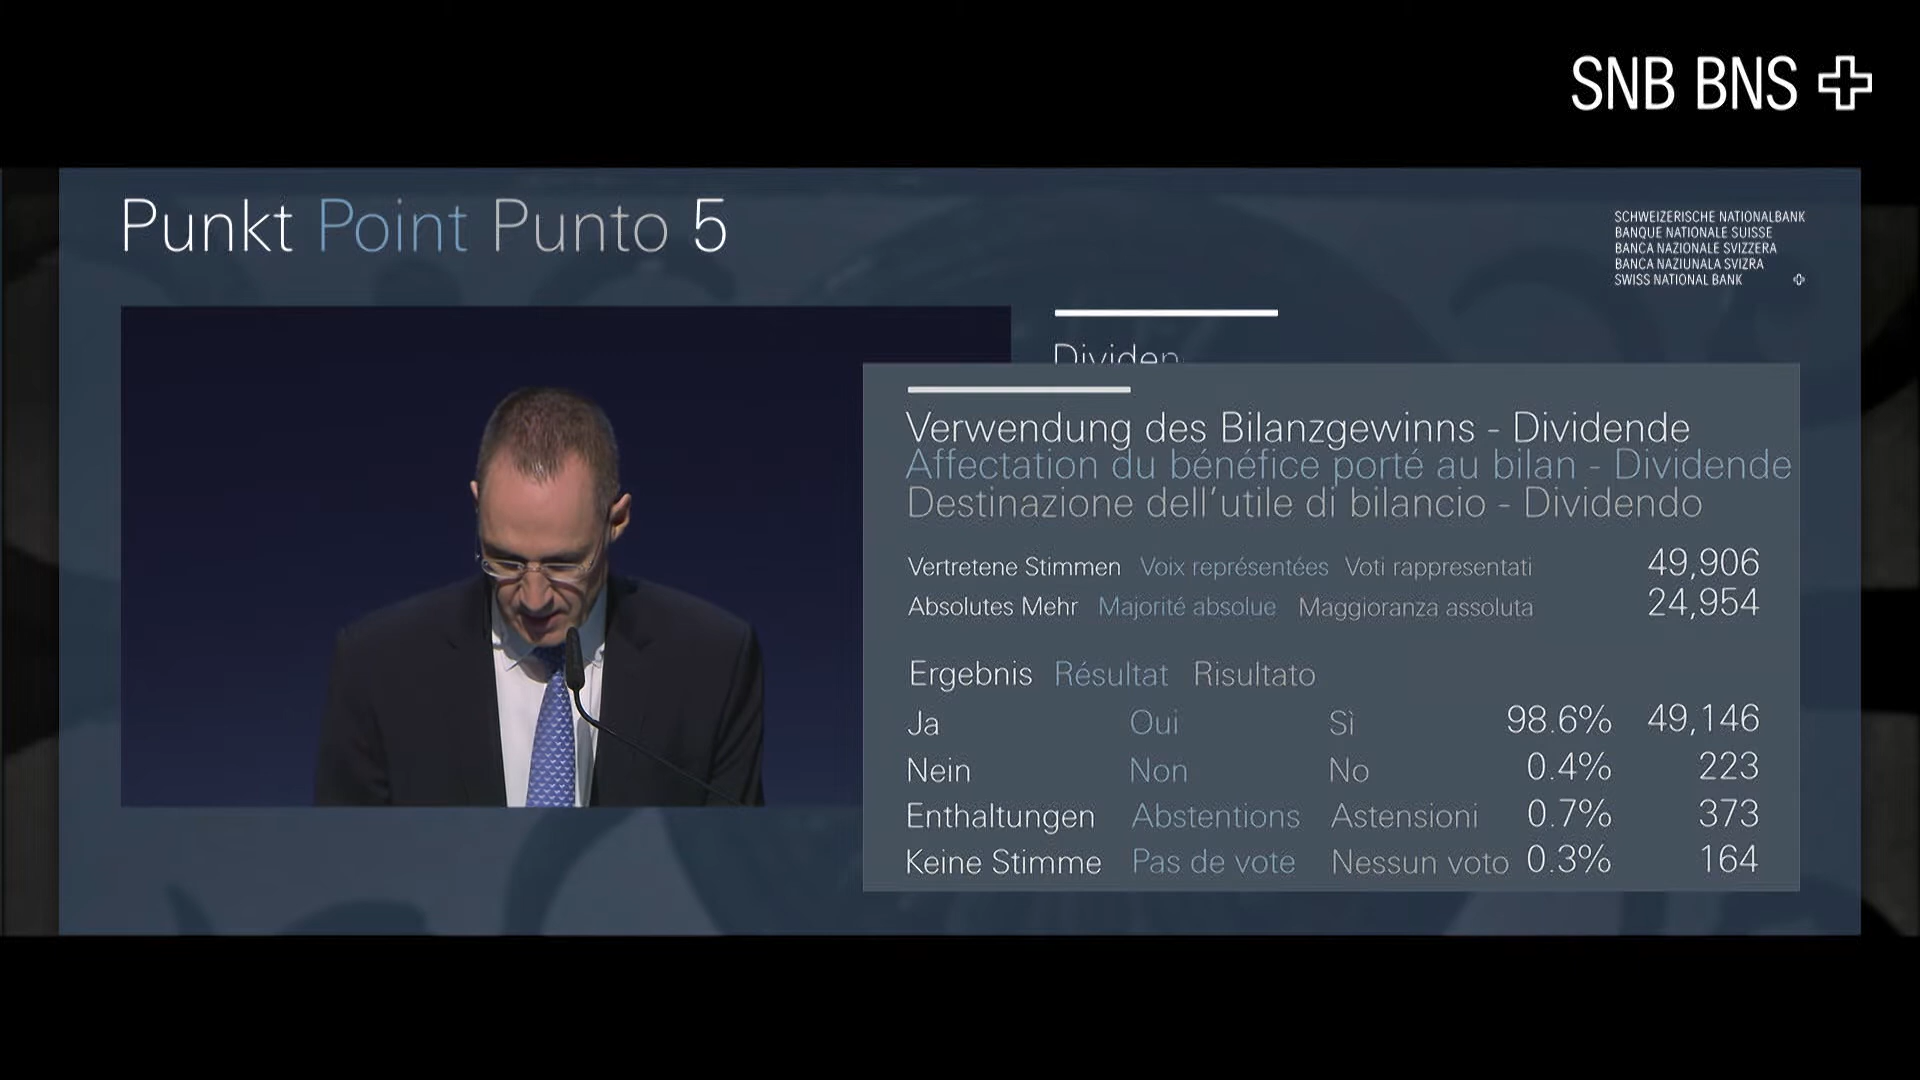 SNB BNS
Punkt Point Punto 5
SCHWEIZERISCHE NATIONALBANK
BANQUE NATIONALE SUISSE
BANCA NAZIONALE SVIZZERA
BANCA NAZIUNALA SVIZRA
SWISS NATIONAL BANK
Dividen
Verwendung des Bilanzgewinns - Dividende
Affectation du bénéfice porté au bilan - Dividende
Destinazione dell'utile di bilancio - Dividendo
Vertretene Stimmen Voix représentées Voti rappresentati 49,906
Absolutes Mehr Majorité absolue Maggioranza assoluta 24,954
Ergebnis Résultat Risultato
Ja Oui Sì 98.6% 49,146
Nein Non No 0.4% 223
Enthaltungen Abstentions Astensioni 0.7% 373
Keine Stimme Pas de vote Nessun voto 0.3% 164